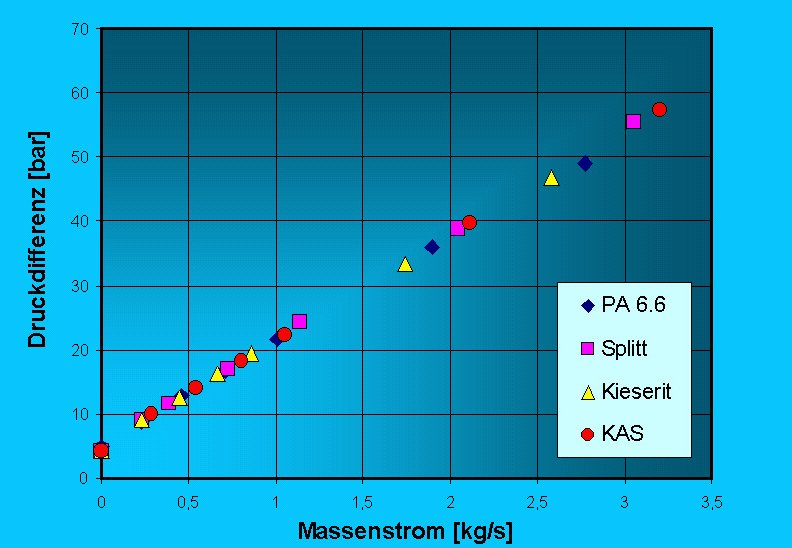 70
60
50
40
30
20
10
0
Druckdifferenz [bar]
PA 6.6
Splitt
Kieserit
KAS
0 0,5 1 1,5 2 2,5 3 3,5
Massenstrom [kg/s]